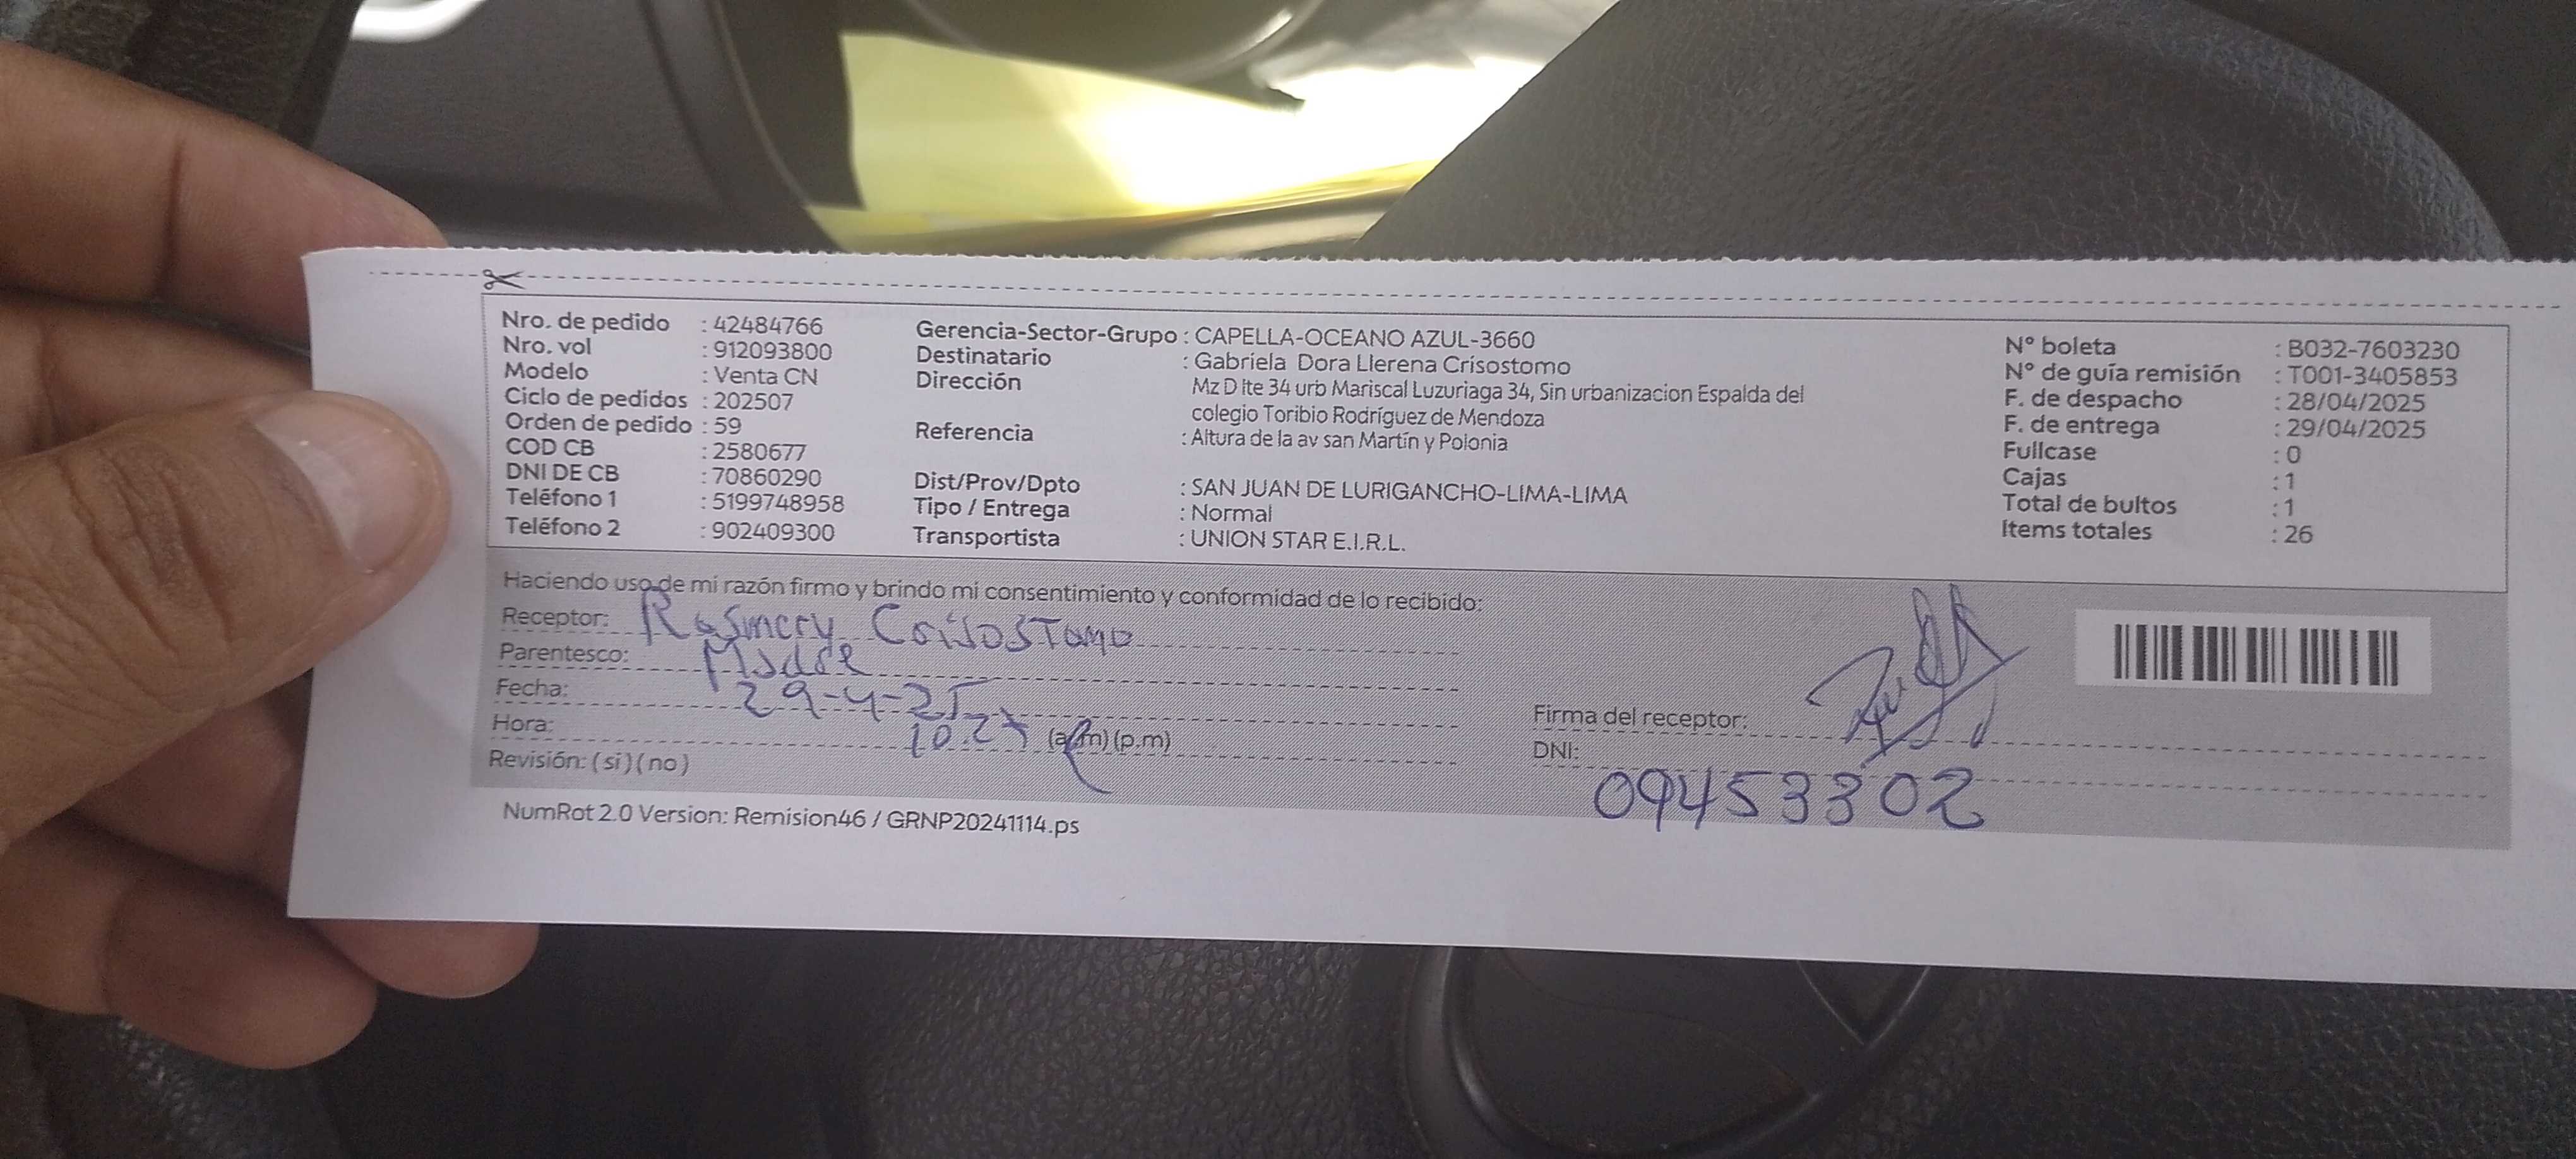 Nro. de pedido : 42484766
Nro. vol : 912093800
Modelo : Venta CN
Ciclo de pedidos : 202507
Orden de pedido : 59
COD CB : 2580677
DNI DE CB : 70860290
Teléfono 1 : 5199748958
Teléfono 2 : 902409300
Gerencia-Sector-Grupo : CAPELLA-OCEANO AZUL-3660
Destinatario : Gabriela Dora Llerena Crisostomo
Dirección Mz D lte 34 urb Mariscal Luzuriaga 34, Sin urbanizacion Espalda del
colegio Toribio Rodríguez de Mendoza
Referencia : Altura de la av san Martín y Polonia
Dist/Prov/Dpto : SAN JUAN DE LURIGANCHO-LIMA-LIMA
Tipo / Entrega : Normal
Transportista : UNION STAR E.I.R.L.
N° boleta : B032-7603230
N° de guía remisión : T001-3405853
F. de despacho : 28/04/2025
F. de entrega : 29/04/2025
Fullcase : 0
Cajas : 1
Total de bultos : 1
Items totales : 26
Haciendo uso de mi razón firmo y brindo mi consentimiento y conformidad de lo recibido:
Receptor: Rosmery Crisostomo
Parentesco: Madre
Fecha: 29-4-25
Hora: 10.27 (a.m) (p.m)
Revisión: (si) (no)
Firma del receptor:
DNI: 09453302
NumRot 2.0 Version: Remision46 / GRNP20241114.ps